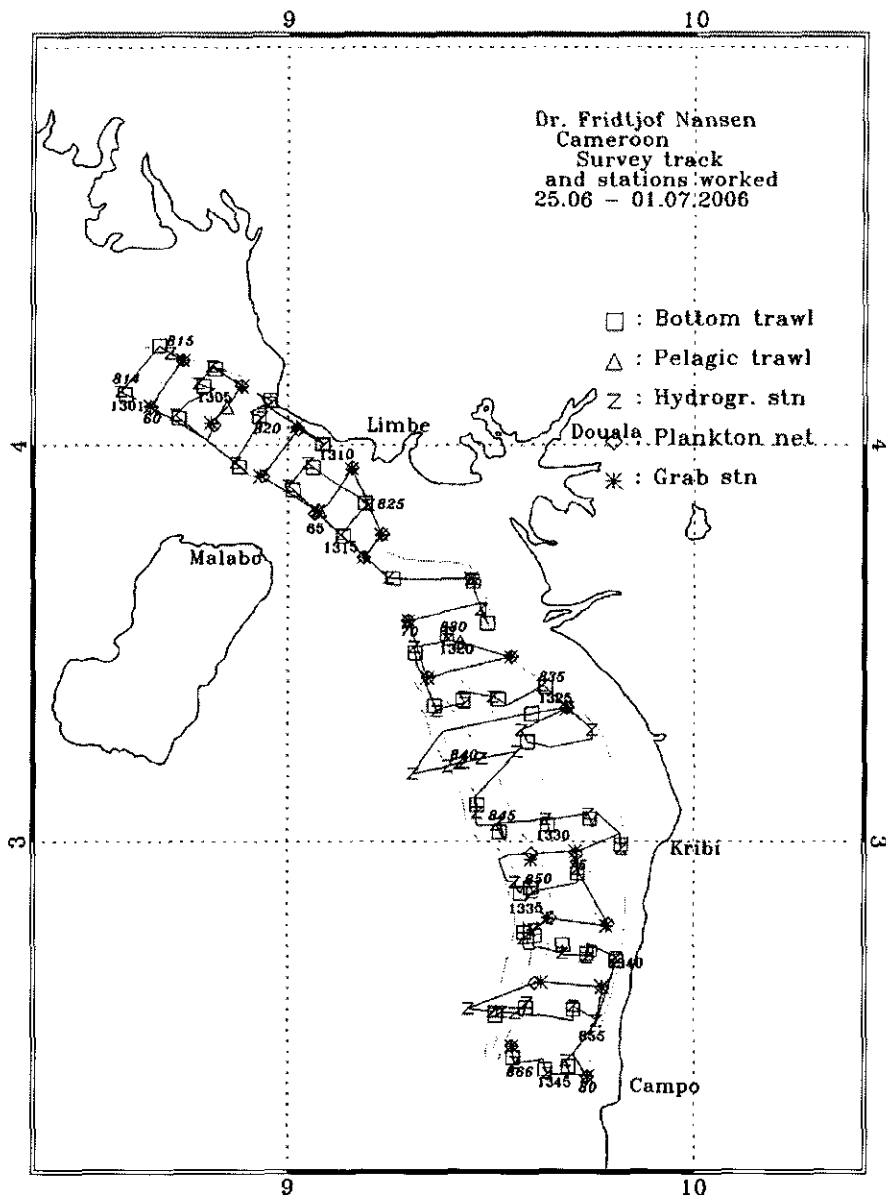 9 10
Dr. Fridtjof Nansen
Cameroon
Survey track
and stations worked
25.06 - 01.07.2006
: Bottom trawl
: Pelagic trawl
: Hydrogr. stn
: Plankton net
: Grab stn
815
814
1301
1305
60
820
Limbe
Douala
4
4
1310
825
65
1315
Malabo
70
880
1320
835
1325
840
845
1330
3
Kribi
3
850
1335
1340
855
866
1345
80
Campo
9 10